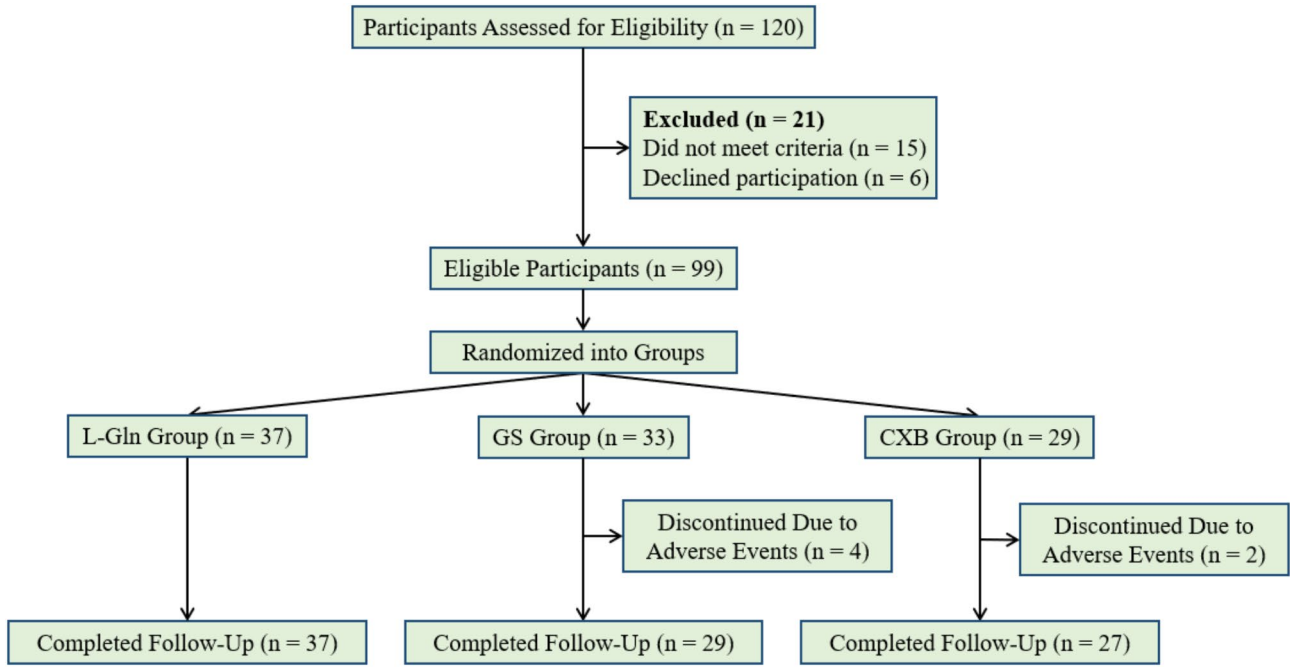 Participants Assessed for Eligibility (n = 120)
Excluded (n = 21)
Did not meet criteria (n = 15)
Declined participation (n = 6)
Eligible Participants (n = 99)
Randomized into Groups
L-Gln Group (n = 37)
GS Group (n = 33)
CXB Group (n = 29)
Discontinued Due to
Adverse Events (n = 4)
Discontinued Due to
Adverse Events (n = 2)
Completed Follow-Up (n = 37)
Completed Follow-Up (n = 29)
Completed Follow-Up (n = 27)